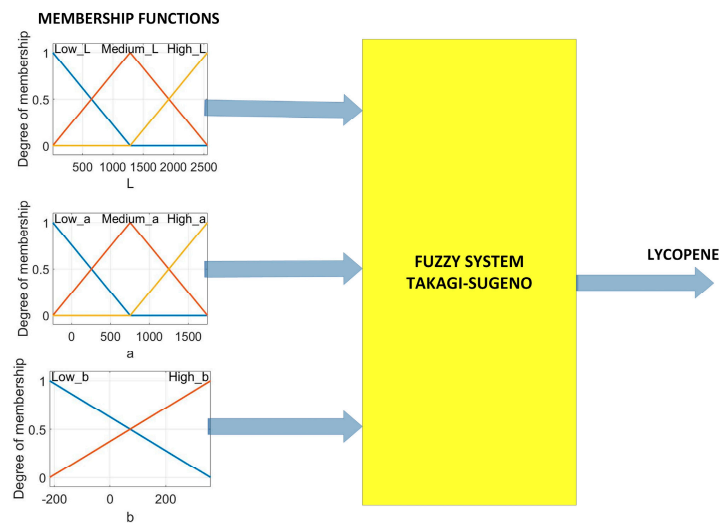 MEMBERSHIP FUNCTIONS
Degree of membership
1
0.5
0
Low_L Medium_L High_L
500 1000 1500 2000 2500
L
Degree of membership
1
0.5
0
Low_a Medium_a High_a
0 500 1000 1500
a
Degree of membership
1
0.5
0
Low_b High_b
-200 0 200
b
FUZZY SYSTEM
TAKAGI-SUGENO
LYCOPENE